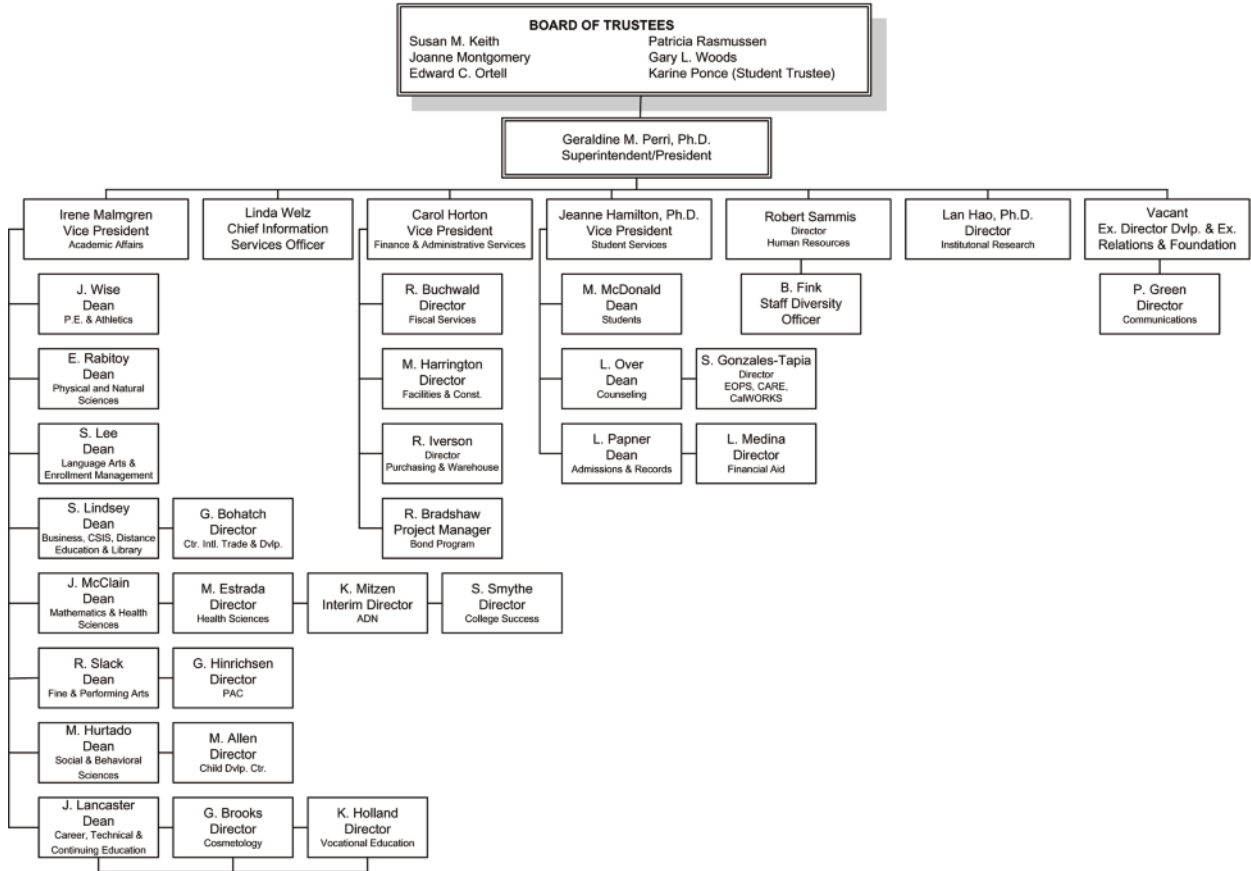 BOARD OF TRUSTEES
Susan M. Keith
Joanne Montgomery
Edward C. Ortell
Patricia Rasmussen
Gary L. Woods
Karine Ponce (Student Trustee)
Geraldine M. Perri, Ph.D.
Superintendent/President
Irene Malmgren
Vice President
Academic Affairs
Linda Welz
Chief Information
Services Officer
Carol Horton
Vice President
Finance & Administrative Services
Jeanne Hamilton, Ph.D.
Vice President
Student Services
Robert Sammis
Director
Human Resources
Lan Hao, Ph.D.
Director
Institutonal Research
Vacant
Ex. Director Dvlp. & Ex.
Relations & Foundation
J. Wise
Dean
P.E. & Athletics
R. Buchwald
Director
Fiscal Services
M. McDonald
Dean
Students
B. Fink
Staff Diversity
Officer
P. Green
Director
Communications
E. Rabitoy
Dean
Physical and Natural
Sciences
M. Harrington
Director
Facilities & Const.
L. Over
Dean
Counseling
S. Gonzales-Tapia
Director
EOPS, CARE,
CalWORKS
S. Lee
Dean
Language Arts &
Enrollment Management
R. Iverson
Director
Purchasing & Warehouse
L. Papner
Dean
Admissions & Records
L. Medina
Director
Financial Aid
S. Lindsey
Dean
Business, CSIS, Distance
Education & Library
G. Bohatch
Director
Ctr. Intl. Trade & Dvlp.
R. Bradshaw
Project Manager
Bond Program
J. McClain
Dean
Mathematics & Health
Sciences
M. Estrada
Director
Health Sciences
K. Mitzen
Interim Director
ADN
S. Smythe
Director
College Success
R. Slack
Dean
Fine & Performing Arts
G. Hinrichsen
Director
PAC
M. Hurtado
Dean
Social & Behavioral
Sciences
M. Allen
Director
Child Dvlp. Ctr.
J. Lancaster
Dean
Career, Technical &
Continuing Education
G. Brooks
Director
Cosmetology
K. Holland
Director
Vocational Education